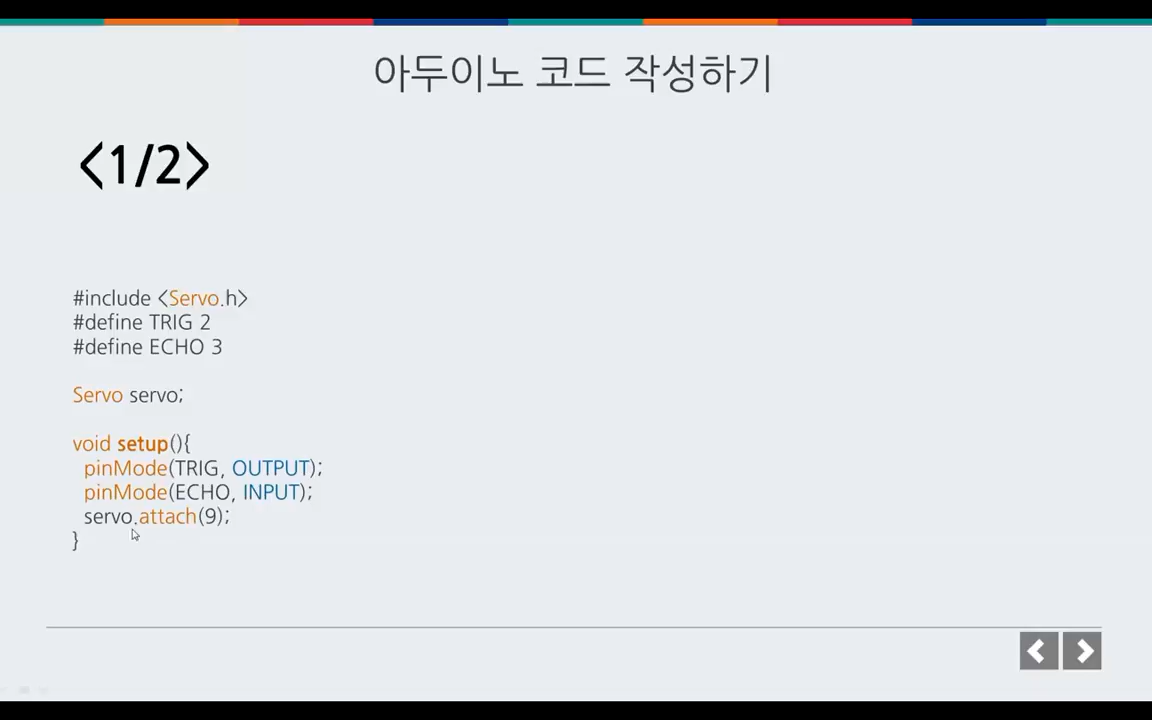 아두이노 코드 작성하기
<1/2>
#include <Servo.h>
#define TRIG 2
#define ECHO 3
Servo servo;
void setup(){
pinMode(TRIG, OUTPUT);
pinMode(ECHO, INPUT);
servo.attach(9);
}